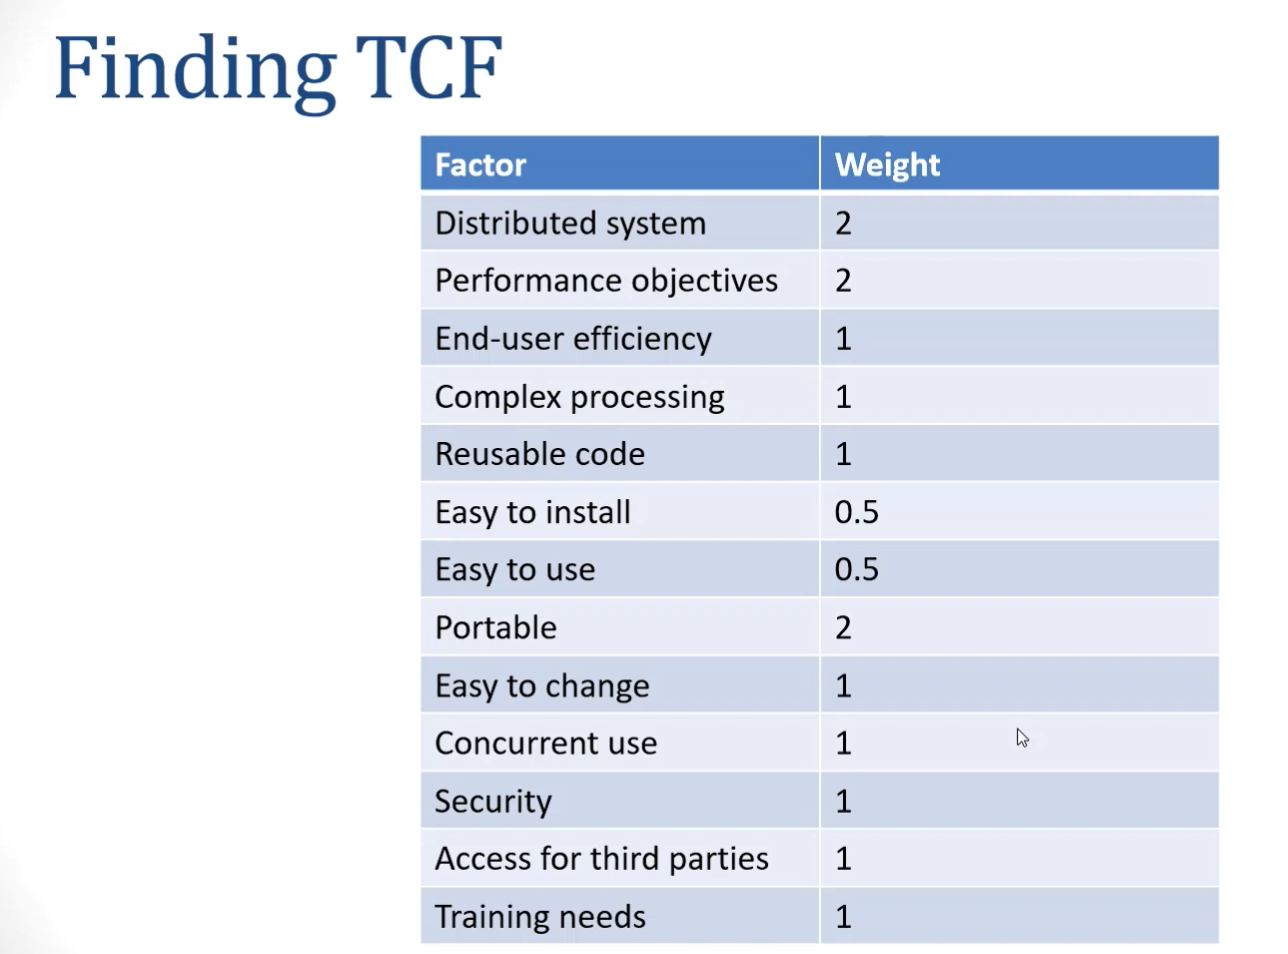 Finding TCF
Factor Weight
Distributed system 2
Performance objectives 2
End-user efficiency 1
Complex processing 1
Reusable code 1
Easy to install 0.5
Easy to use 0.5
Portable 2
Easy to change 1
Concurrent use 1
Security 1
Access for third parties 1
Training needs 1